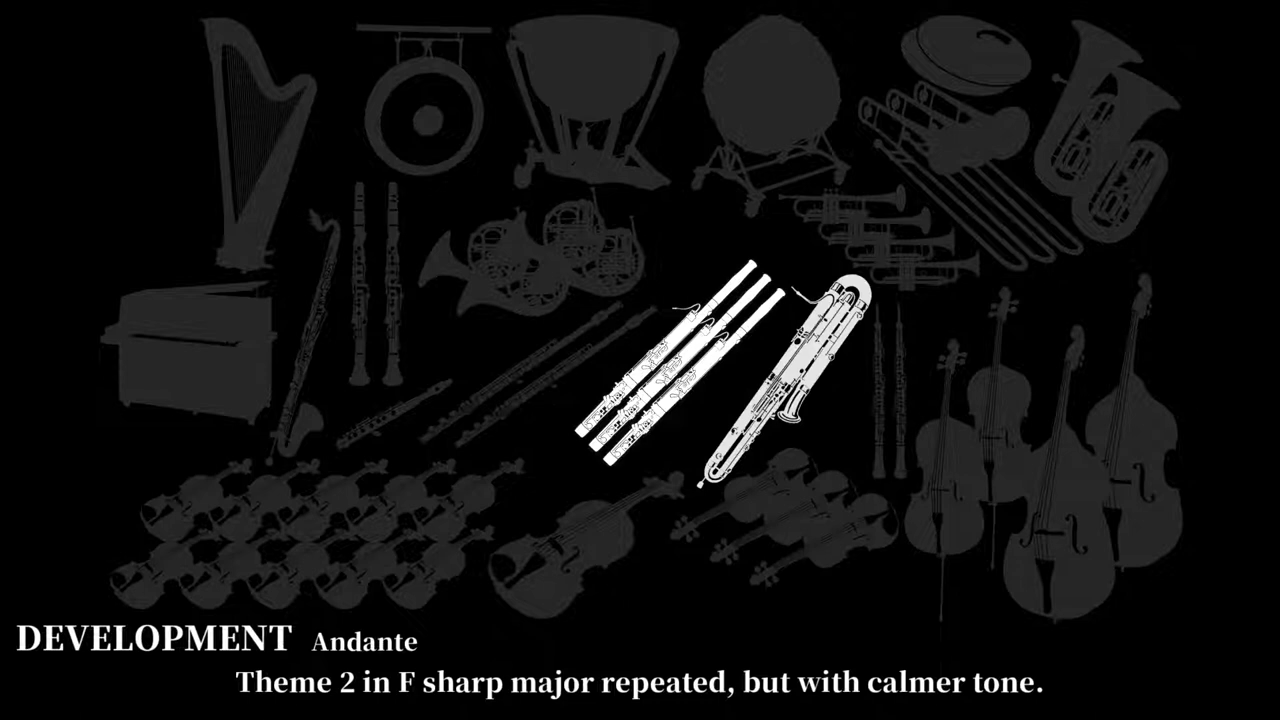 DEVELOPMENT Andante
Theme 2 in F sharp major repeated, but with calmer tone.